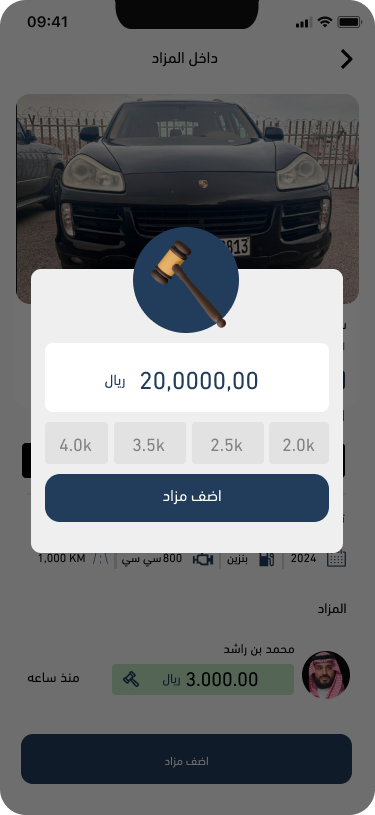 09:41
داخل المزاد
813
20,0000,00 ريال
2.0k 2.5k 3.5k 4.0k
اضف مزاد
2024 بنزين 800 سي سي 1,000 KM
المزاد
محمد بن راشد
3.000.00 ريال
منذ ساعه
اضف مزاد